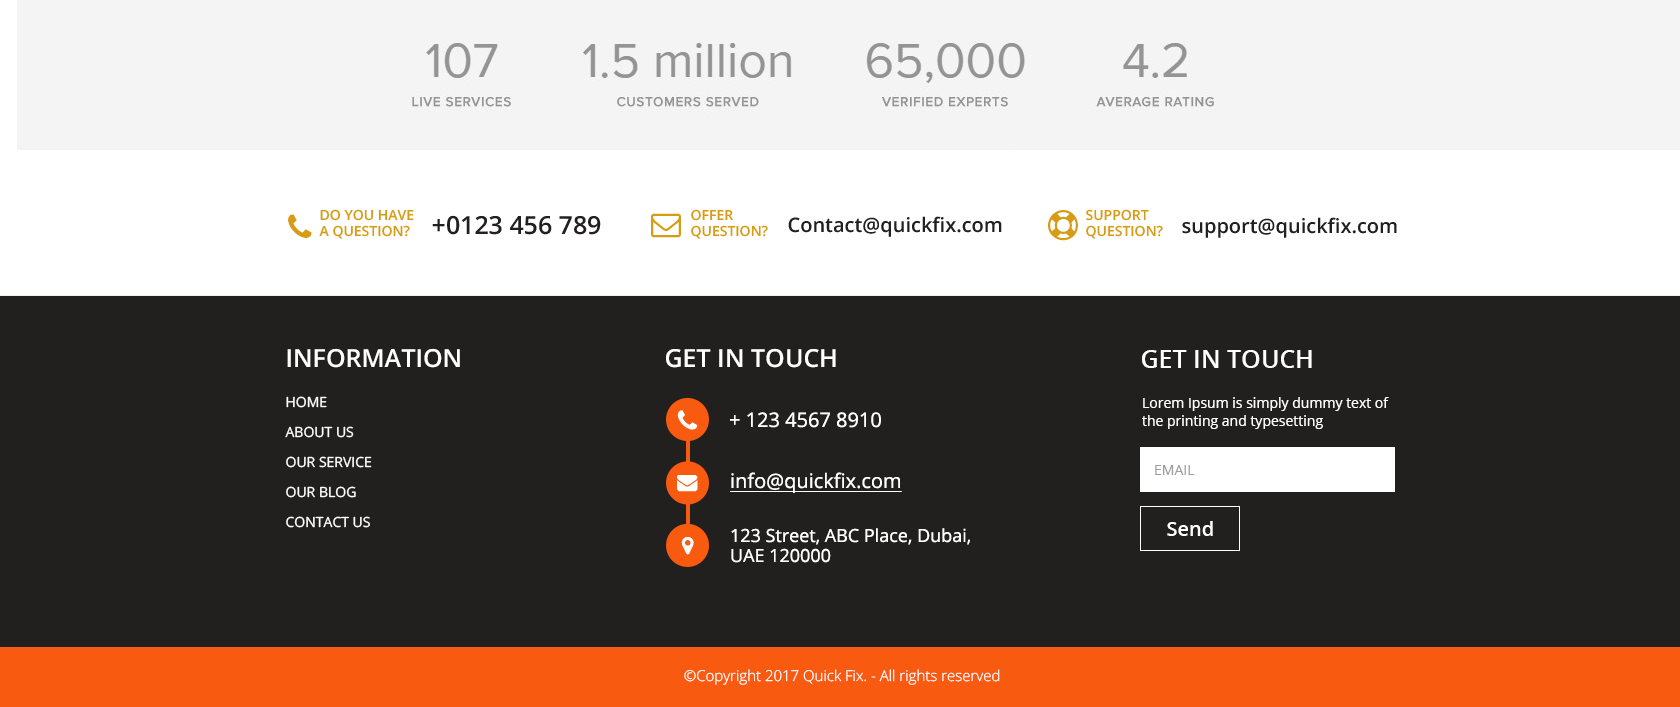 107
LIVE SERVICES
1.5 million
CUSTOMERS SERVED
65,000
VERIFIED EXPERTS
4.2
AVERAGE RATING
DO YOU HAVE
A QUESTION?
+0123 456 789
OFFER
QUESTION?
Contact@quickfix.com
SUPPORT
QUESTION?
support@quickfix.com
INFORMATION
HOME
ABOUT US
OUR SERVICE
OUR BLOG
CONTACT US
GET IN TOUCH
+ 123 4567 8910
info@quickfix.com
123 Street, ABC Place, Dubai,
UAE 120000
GET IN TOUCH
Lorem Ipsum is simply dummy text of
the printing and typesetting
EMAIL
Send
©Copyright 2017 Quick Fix. - All rights reserved